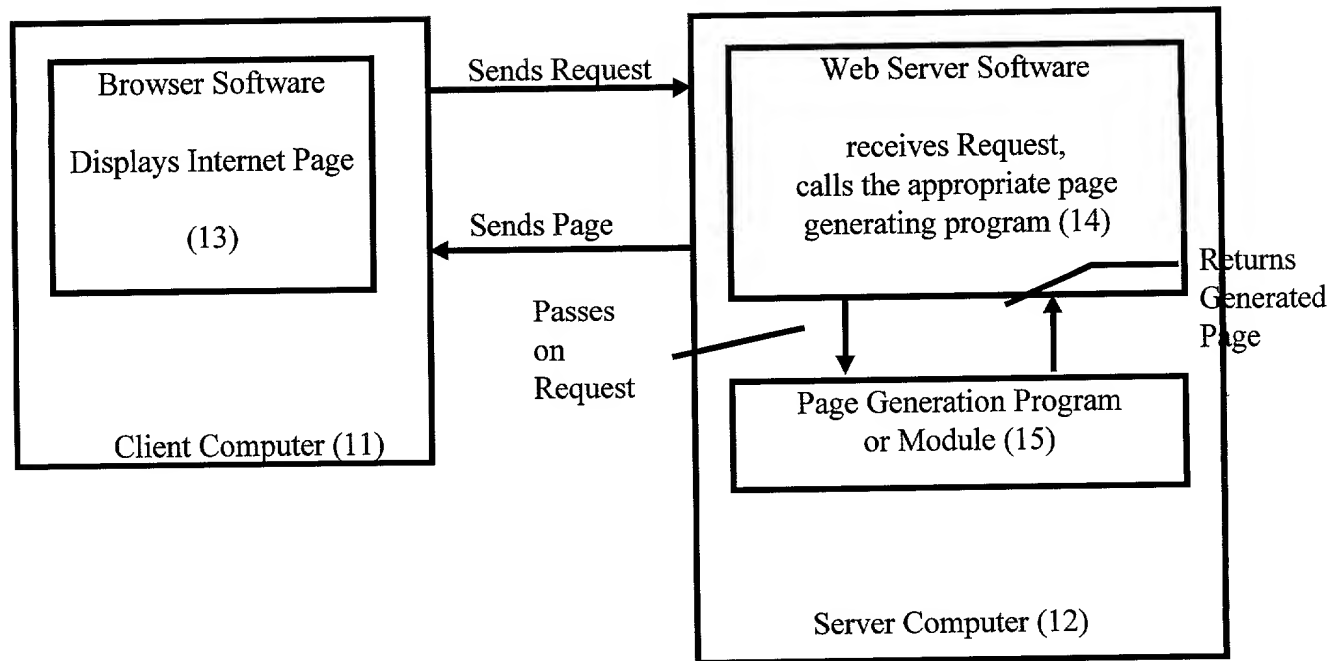 Browser Software
Displays Internet Page
(13)
Client Computer (11)
Sends Request
Sends Page
Passes
on
Request
Web Server Software
receives Request,
calls the appropriate page
generating program (14)
Returns
Generated
Page
Page Generation Program
or Module (15)
Server Computer (12)